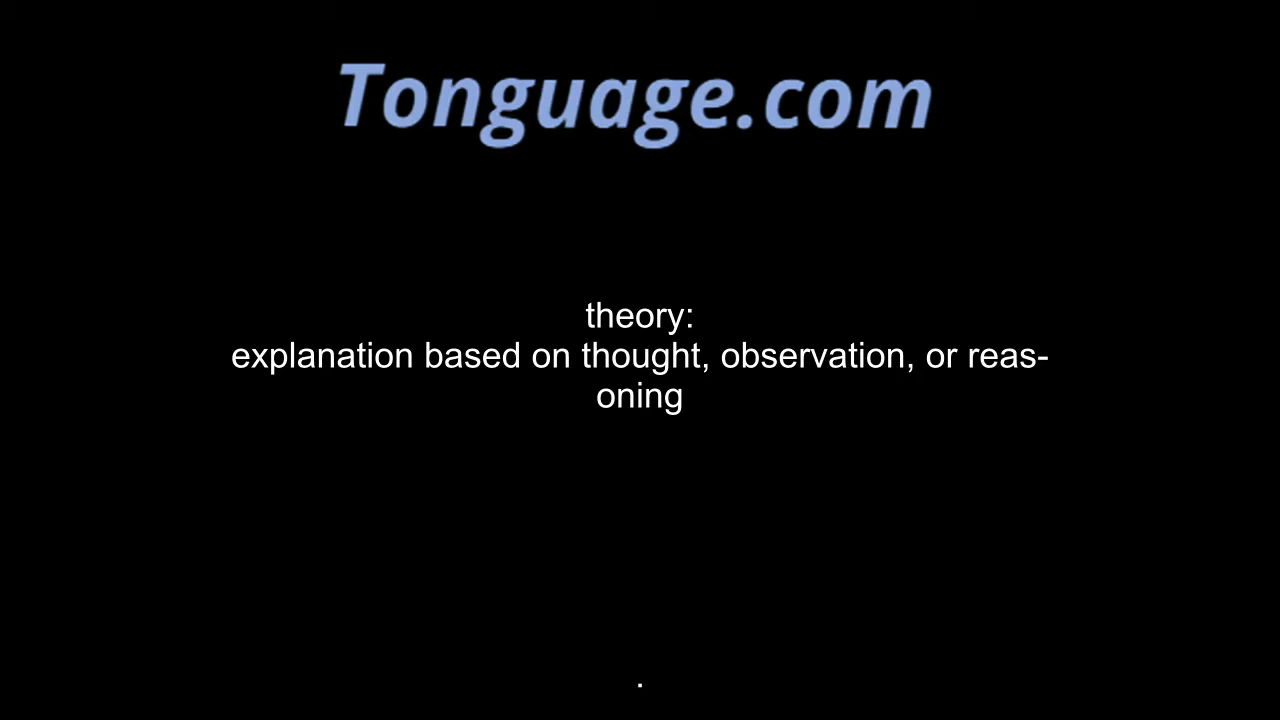 Tonguage.com
theory:
explanation based on thought, observation, or reas-
oning
.